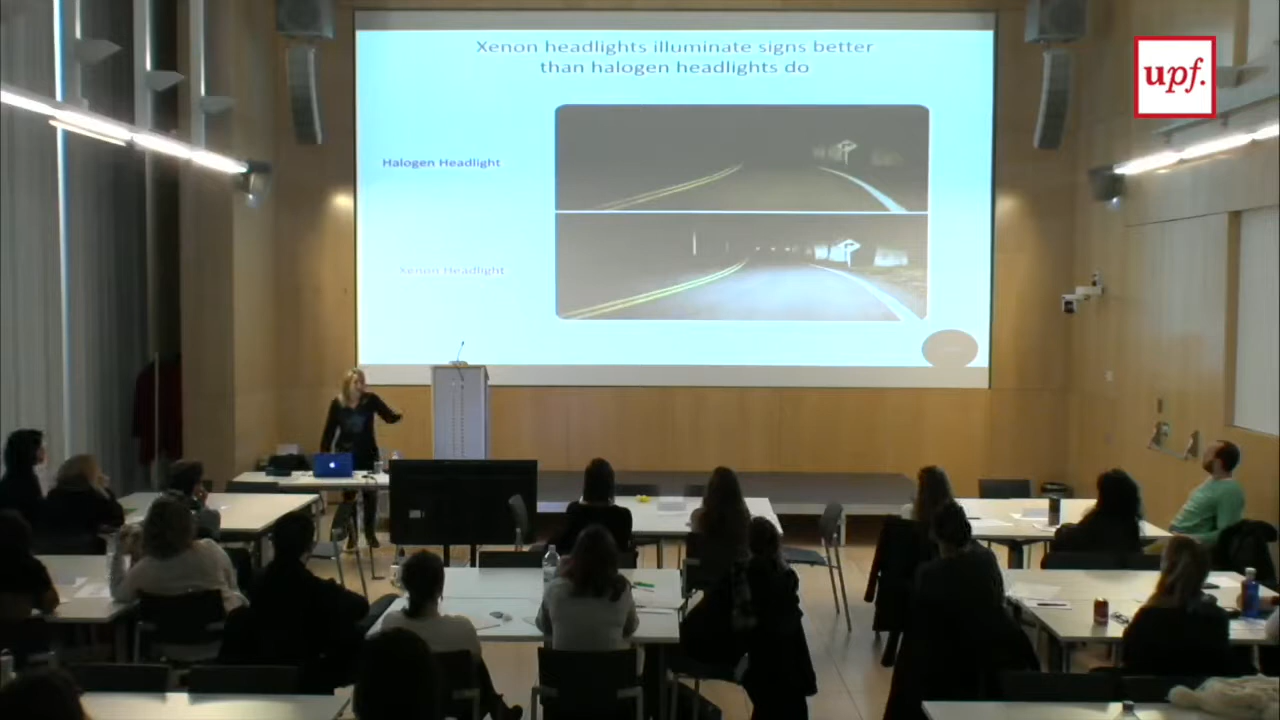 Xenon headlights illuminate signs better
than halogen headlights do
upf.
Halogen Headlight
Xenon Headlight